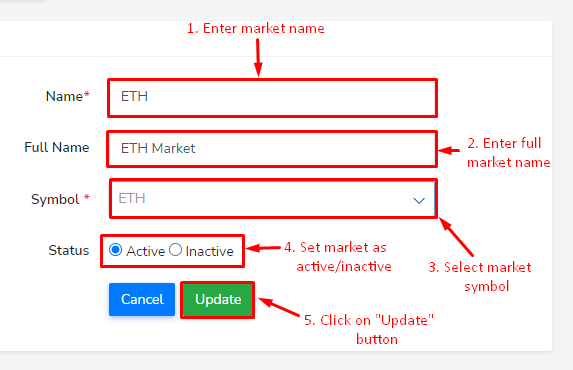 1. Enter market name
Name*
ETH
Full Name
ETH Market
2. Enter full
market name
Symbol *
ETH
3. Select market
symbol
Status
Active
Inactive
4. Set market as
active/inactive
Cancel
Update
5. Click on "Update"
button